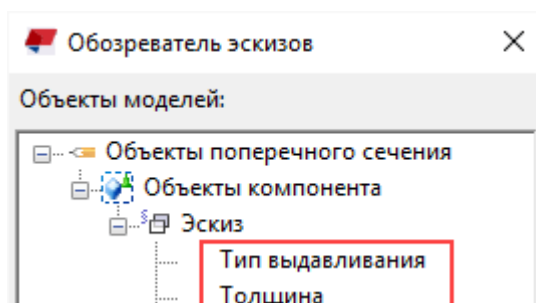 Обозреватель эскизов
Объекты моделей:
Объекты поперечного сечения
Объекты компонента
Эскиз
Тип выдавливания
Толщина